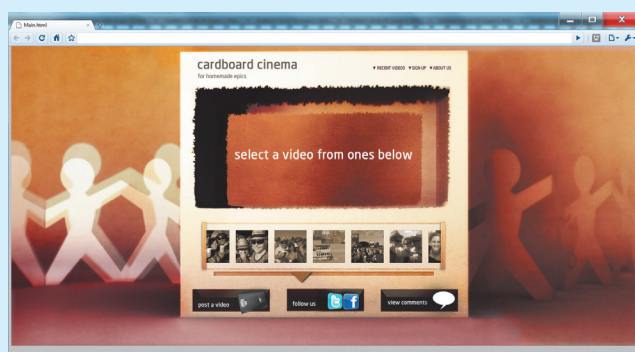 Main.html
cardboard cinema
for homemade epics
▼ RECENT VIDEOS ▼ SIGN UP ▼ ABOUT US
select a video from ones below
post a video
follow us
view comments